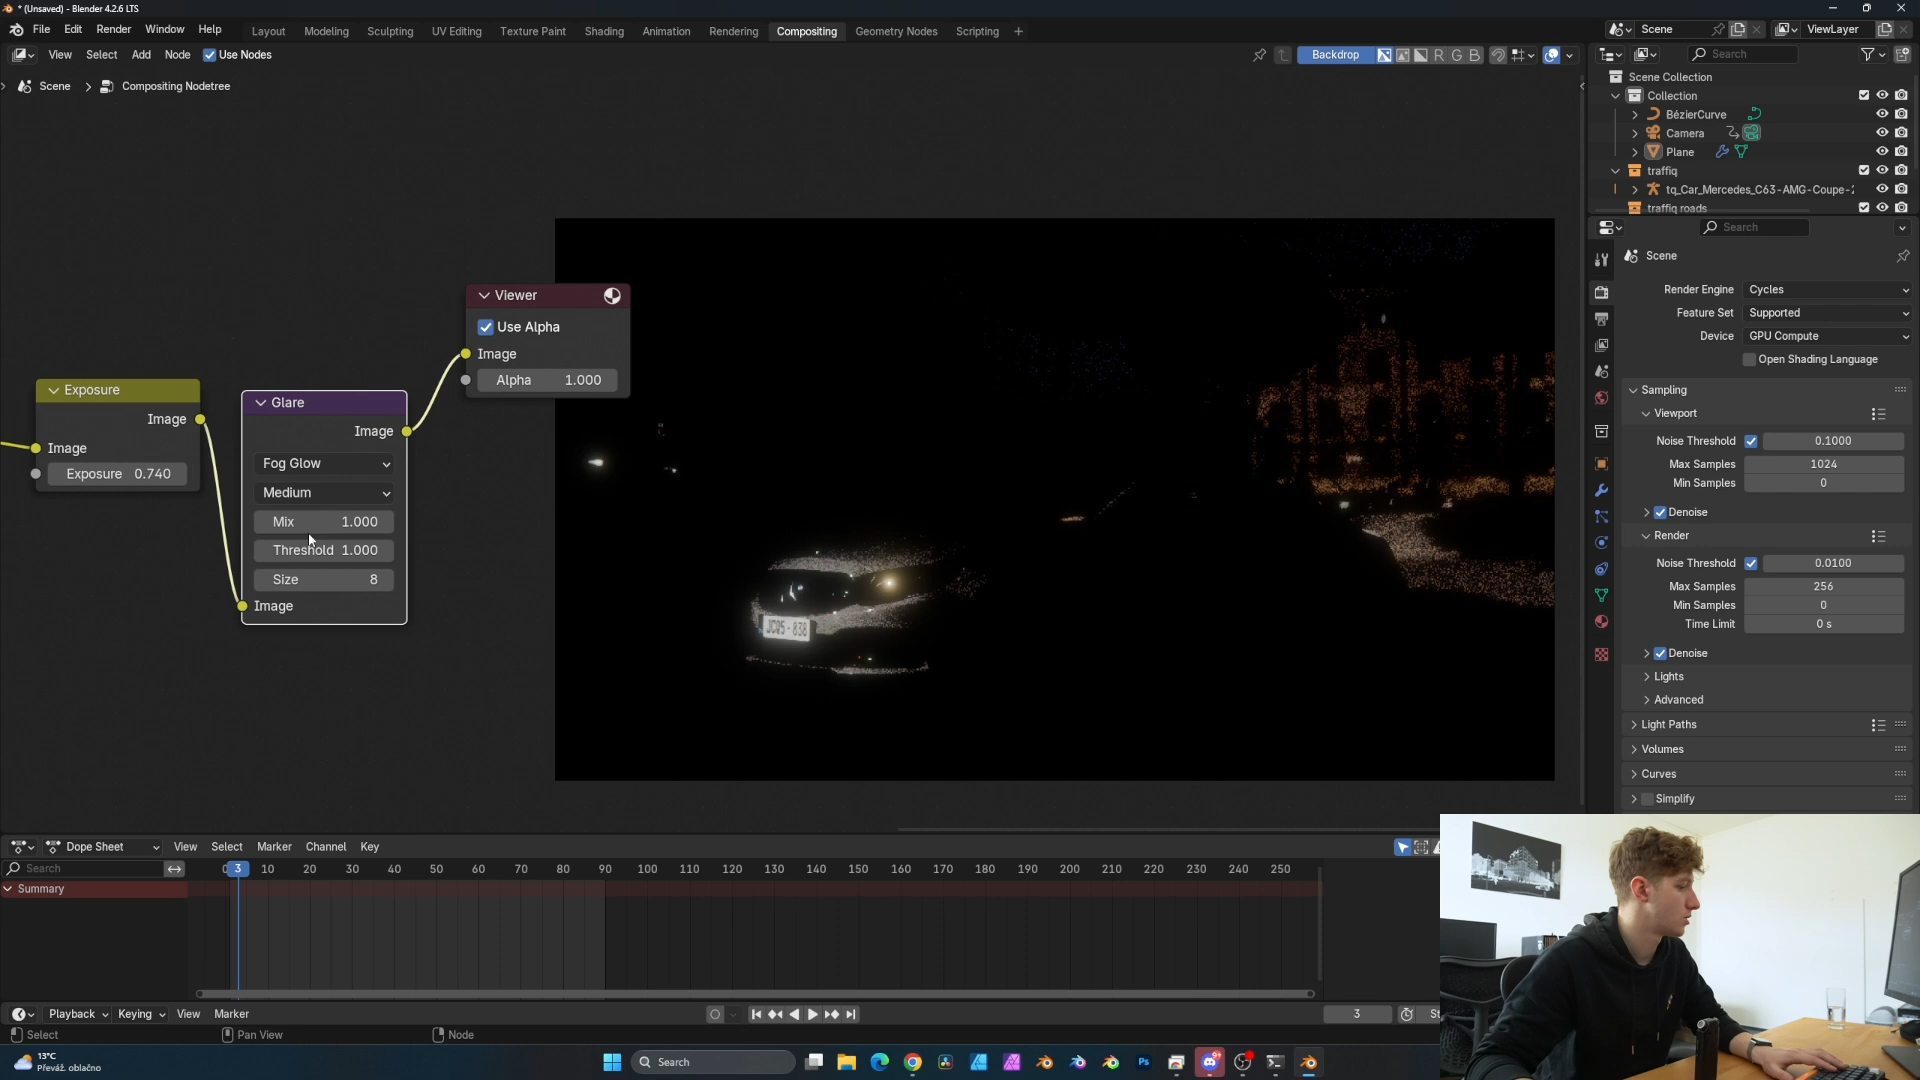 * (Unsaved) - Blender 4.2.6 LTS
File Edit Render Window Help
Layout Modeling Sculpting UV Editing Texture Paint Shading Animation Rendering Compositing Geometry Nodes Scripting +
Scene ViewLayer
View Select Add Node Use Nodes
Backdrop R G B
Search
Scene > Compositing Nodetree
Scene Collection
Collection
BézierCurve
Camera
Plane
traffiq
tq_Car_Mercedes_C63-AMG-Coupe-2
traffiq roads
Search
Scene
Render Engine Cycles
Feature Set Supported
Device GPU Compute
Open Shading Language
Sampling
Viewport
Noise Threshold 0.1000
Max Samples 1024
Min Samples 0
Denoise
Render
Noise Threshold 0.0100
Max Samples 256
Min Samples 0
Time Limit 0 s
Denoise
Lights
Advanced
Light Paths
Volumes
Curves
Simplify
Viewer
Use Alpha
Image
Alpha 1.000
Exposure
Image
Image
Exposure 0.740
Glare
Image
Fog Glow
Medium
Mix 1.000
Threshold 1.000
Size 8
Image
JC05-838
Dope Sheet View Select Marker Channel Key
Search
3 10 20 30 40 50 60 70 80 90 100 110 120 130 140 150 160 170 180 190 200 210 220 230 240 250
Summary
Playback Keying View Marker
3 St
Select Pan View Node
13°C
Převáž. oblačno
Search
Ps